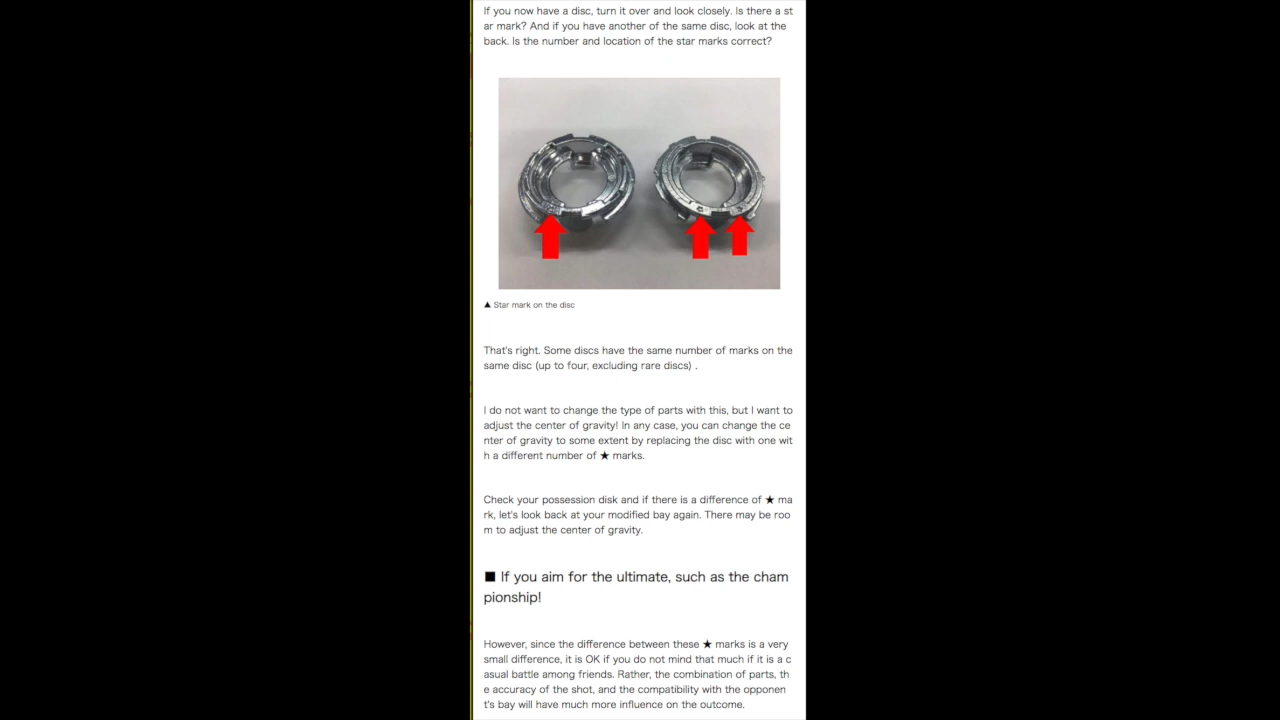 If you now have a disc, turn it over and look closely. Is there a st
ar mark? And if you have another of the same disc, look at the
back. Is the number and location of the star marks correct?
▲ Star mark on the disc
That's right. Some discs have the same number of marks on the
same disc (up to four, excluding rare discs) .
I do not want to change the type of parts with this, but I want to
adjust the center of gravity! In any case, you can change the ce
nter of gravity to some extent by replacing the disc with one wit
h a different number of ★ marks.
Check your possession disk and if there is a difference of ★ ma
rk, let's look back at your modified bay again. There may be roo
m to adjust the center of gravity.
■ If you aim for the ultimate, such as the cham
pionship!
However, since the difference between these ★ marks is a very
small difference, it is OK if you do not mind that much if it is a c
asual battle among friends. Rather, the combination of parts, th
e accuracy of the shot, and the compatibility with the opponen
t's bay will have much more influence on the outcome.